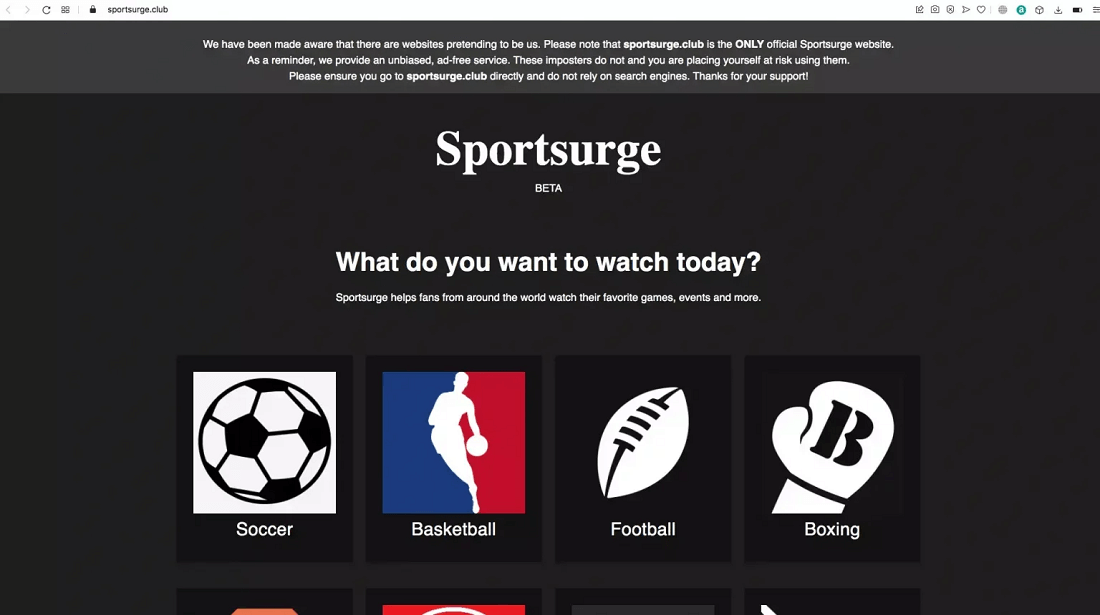 sportsurge.club
We have been made aware that there are websites pretending to be us. Please note that sportsurge.club is the ONLY official Sportsurge website.
As a reminder, we provide an unbiased, ad-free service. These imposters do not and you are placing yourself at risk using them.
Please ensure you go to sportsurge.club directly and do not rely on search engines. Thanks for your support!
Sportsurge
BETA
What do you want to watch today?
Sportsurge helps fans from around the world watch their favorite games, events and more.
B
Soccer Basketball Football Boxing